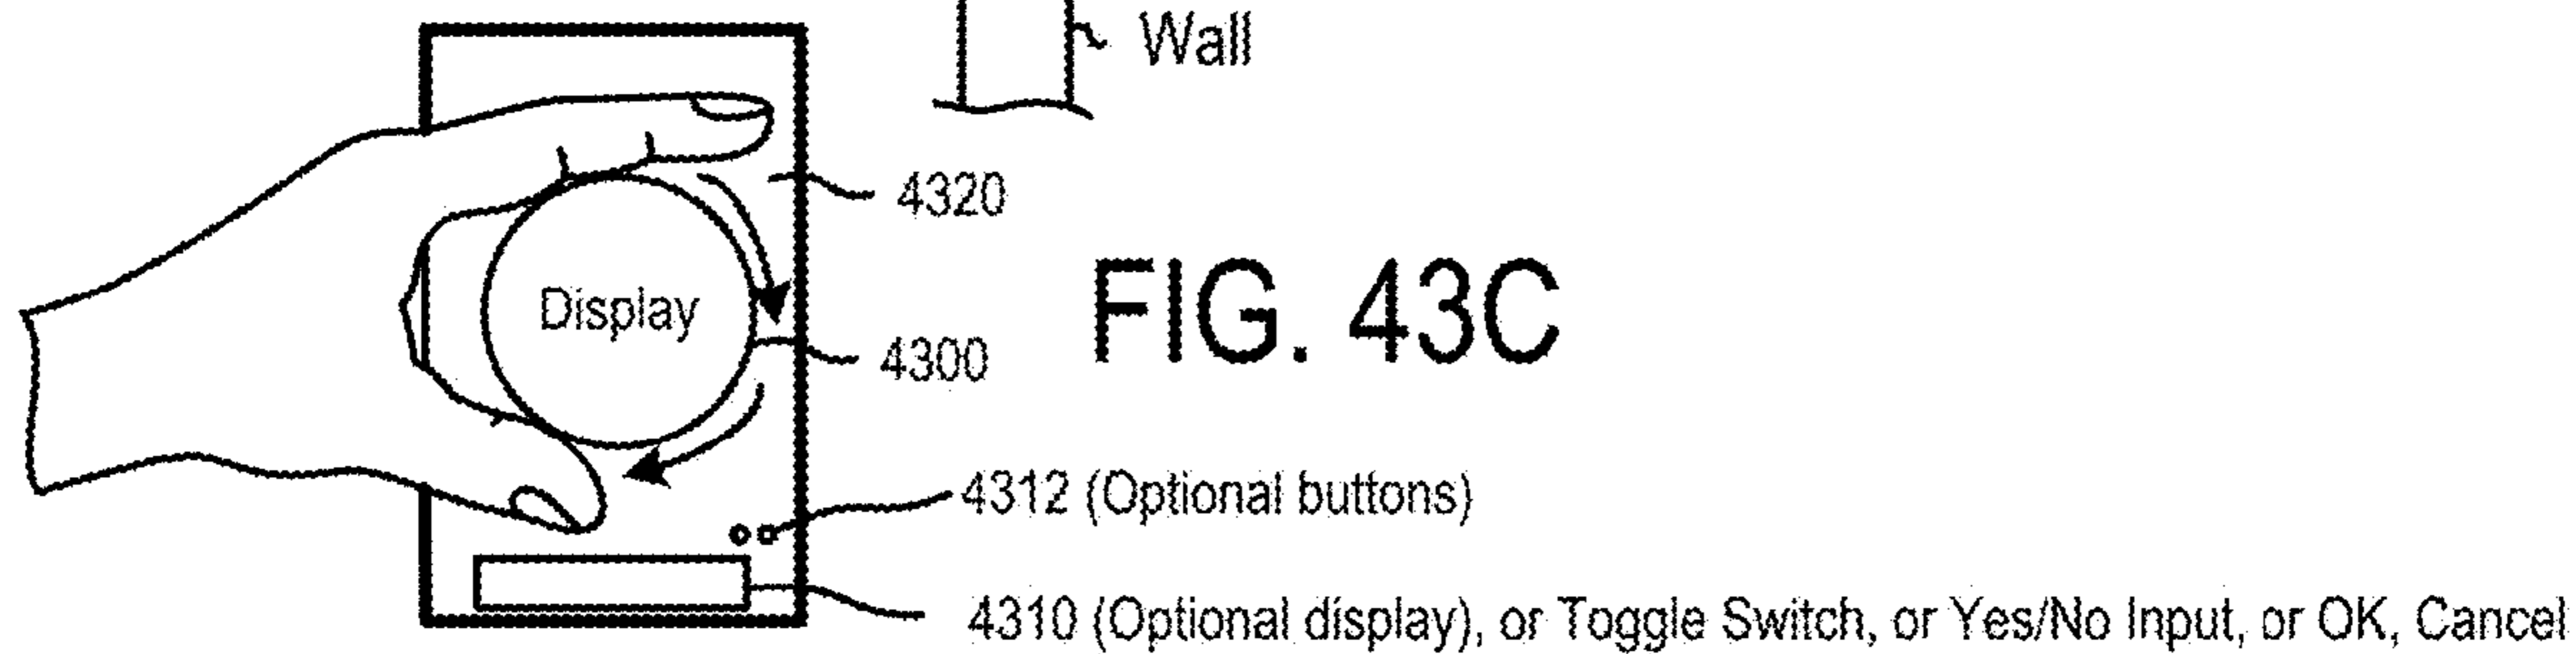 Wall
4320
Display
4300
FIG. 43C
4312 (Optional buttons)
4310 (Optional display), or Toggle Switch, or Yes/No Input, or OK, Cancel